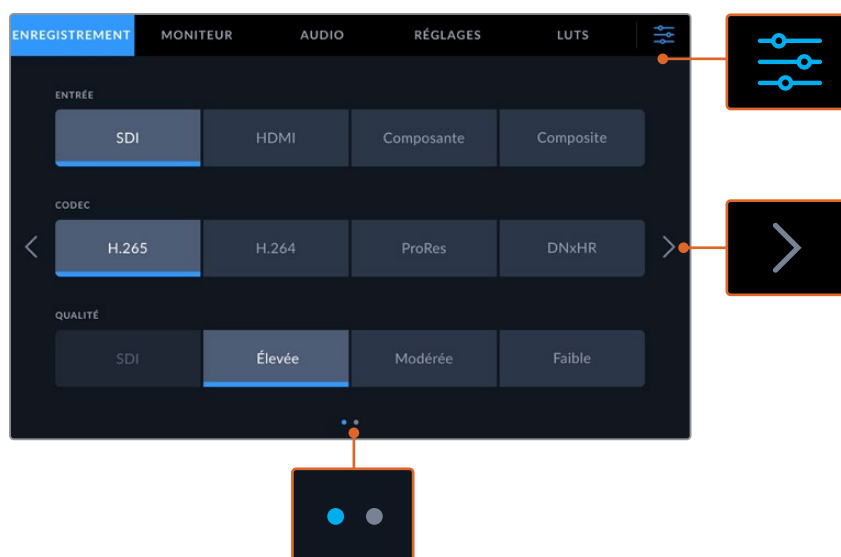 ENREGISTREMENT MONITEUR AUDIO RÉGLAGES LUTS
ENTRÉE
SDI HDMI Composante Composite
CODEC
H.265 H.264 ProRes DNxHR
QUALITÉ
SDI Élevée Modérée Faible